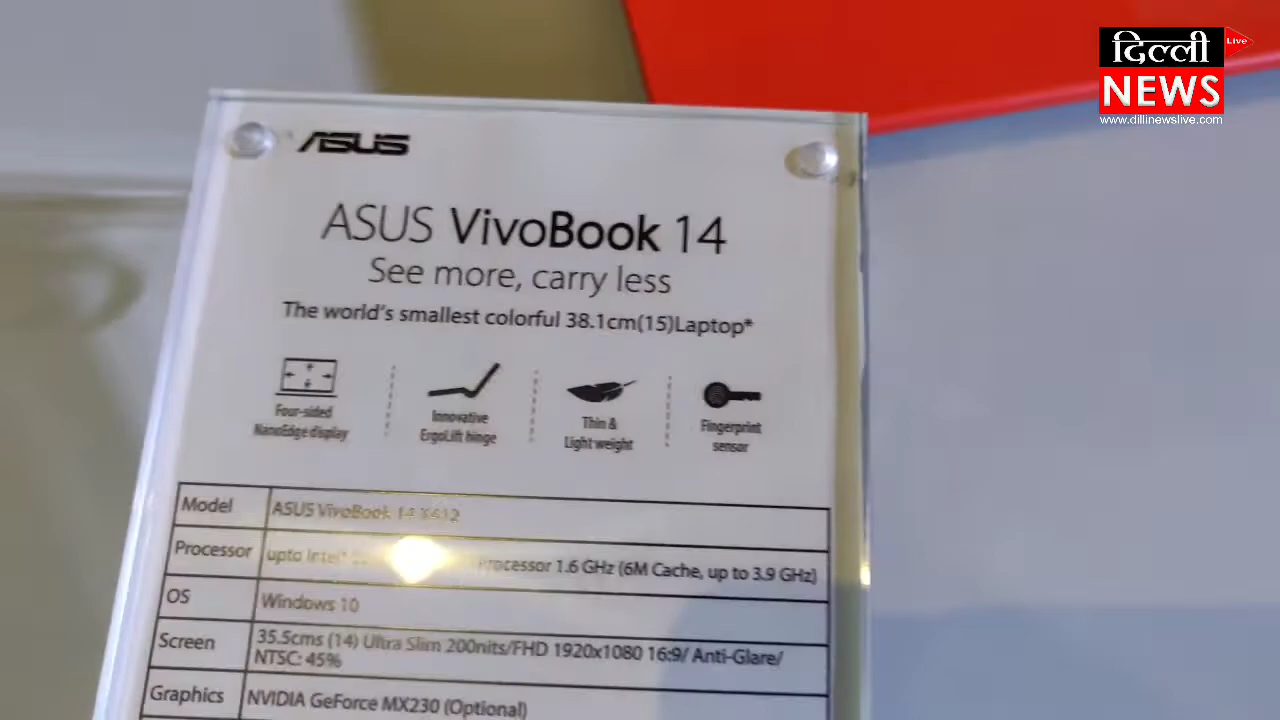 दिल्ली
Live
NEWS
www.dillinewslive.com
ASUS
ASUS VivoBook 14
See more, carry less
The world's smallest colorful 38.1cm(15)Laptop*
Four-sided
NanoEdge display
Innovative
ErgoLift hinge
Thin &
Light weight
Fingerprint
sensor
Model ASUS VivoBook 14 X412
Processor upto Intel® Processor 1.6 GHz (6M Cache, up to 3.9 GHz)
OS Windows 10
Screen 35.5cms (14) Ultra Slim 200nits/FHD 1920x1080 16:9/ Anti-Glare/
NTSC: 45%
Graphics NVIDIA GeForce MX230 (Optional)